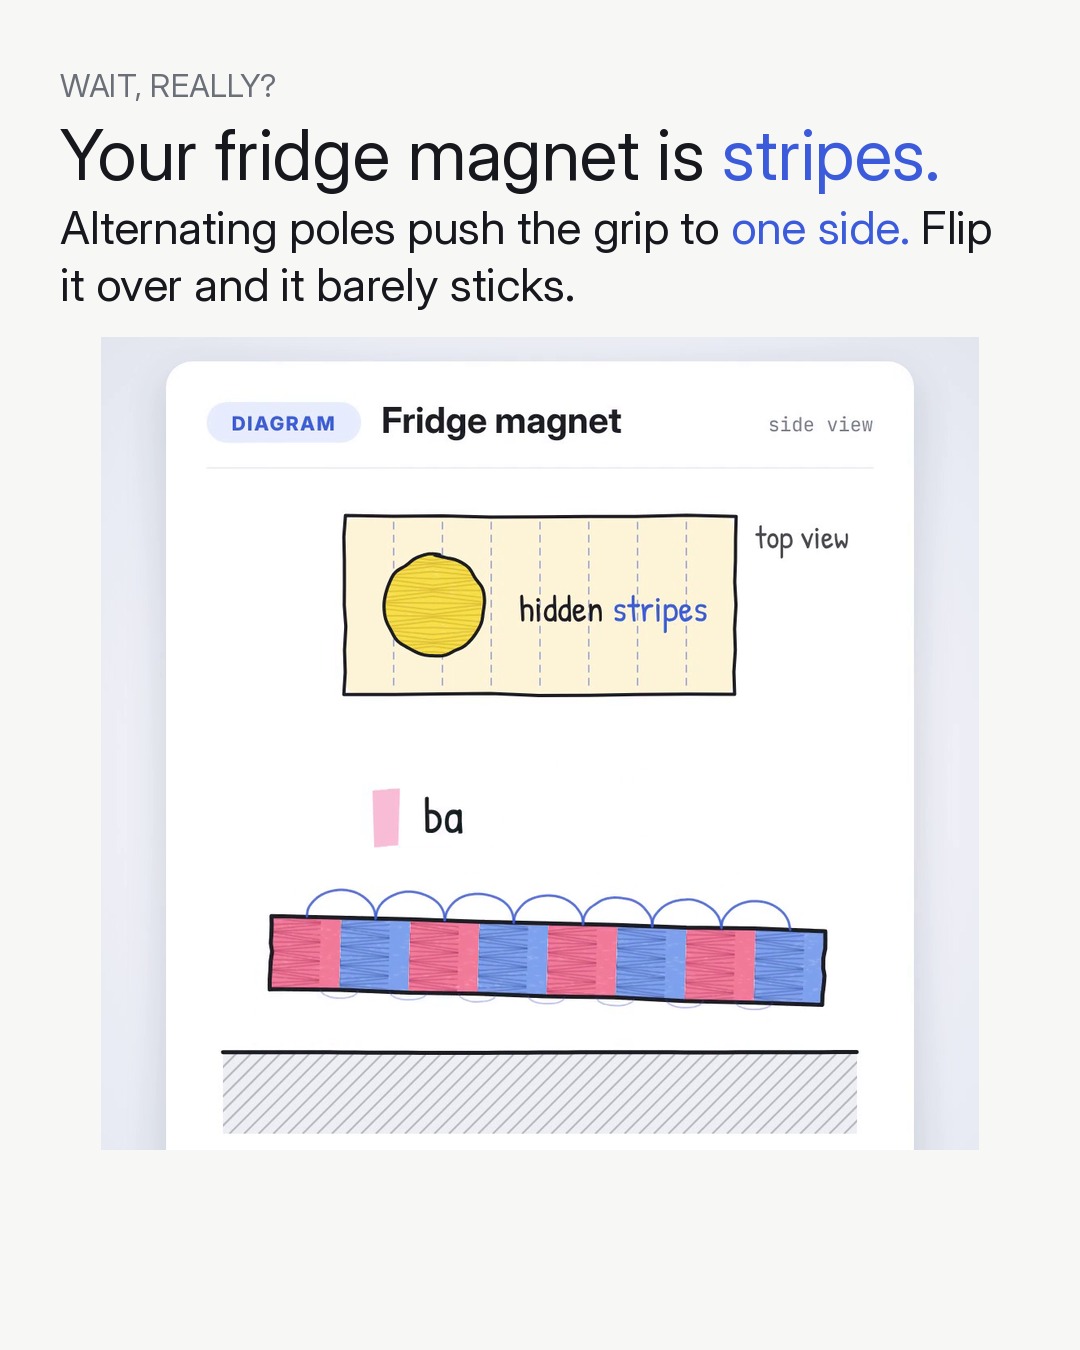 WAIT, REALLY?
Your fridge magnet is stripes.
Alternating poles push the grip to one side. Flip
it over and it barely sticks.
DIAGRAM Fridge magnet side view
top view
hidden stripes
ba